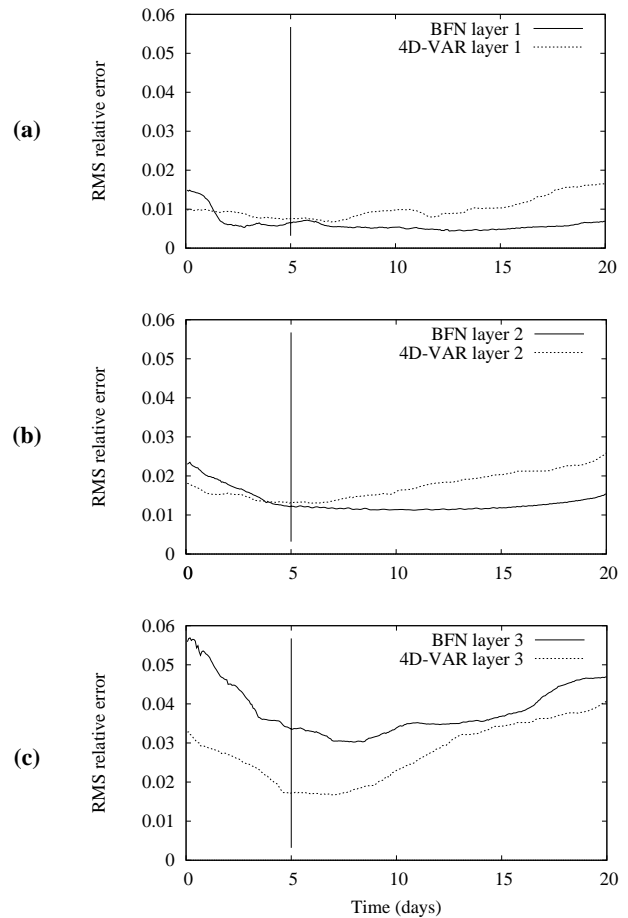 (a)
RMS relative error
0.06
0.05
0.04
0.03
0.02
0.01
0
BFN layer 1
4D-VAR layer 1
0 5 10 15 20
(b)
RMS relative error
0.06
0.05
0.04
0.03
0.02
0.01
0
BFN layer 2
4D-VAR layer 2
0 5 10 15 20
(c)
RMS relative error
0.06
0.05
0.04
0.03
0.02
0.01
0
BFN layer 3
4D-VAR layer 3
0 5 10 15 20
Time (days)